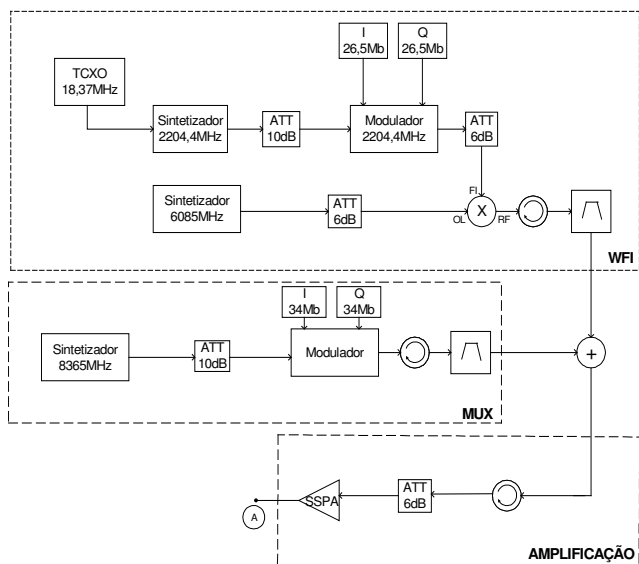 I
26,5Mb
Q
26,5Mb
TCXO
18,37MHz
Sintetizador
2204,4MHz
ATT
10dB
Modulador
2204,4MHz
ATT
6dB
Sintetizador
6085MHz
ATT
6dB
FI
OL
X
RF
WFI
I
34Mb
Q
34Mb
Sintetizador
8365MHz
ATT
10dB
Modulador
+
MUX
SSPA
ATT
6dB
A
AMPLIFICAÇÃO